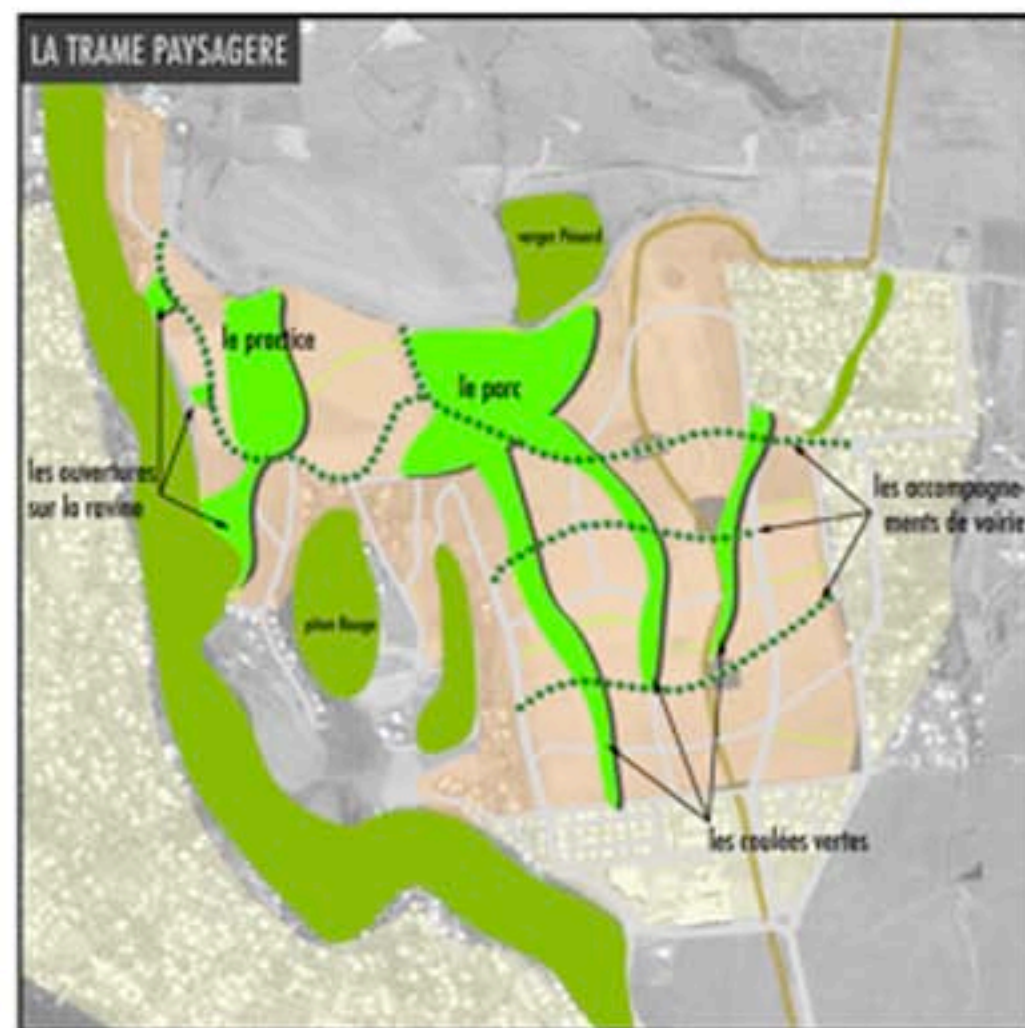 LA TRAME PAYSAGERE
verger
le practice
le parc
les ouvertures
sur la ravine
les accompagne-
ments de voirie
piton Rouge
les coulées vertes